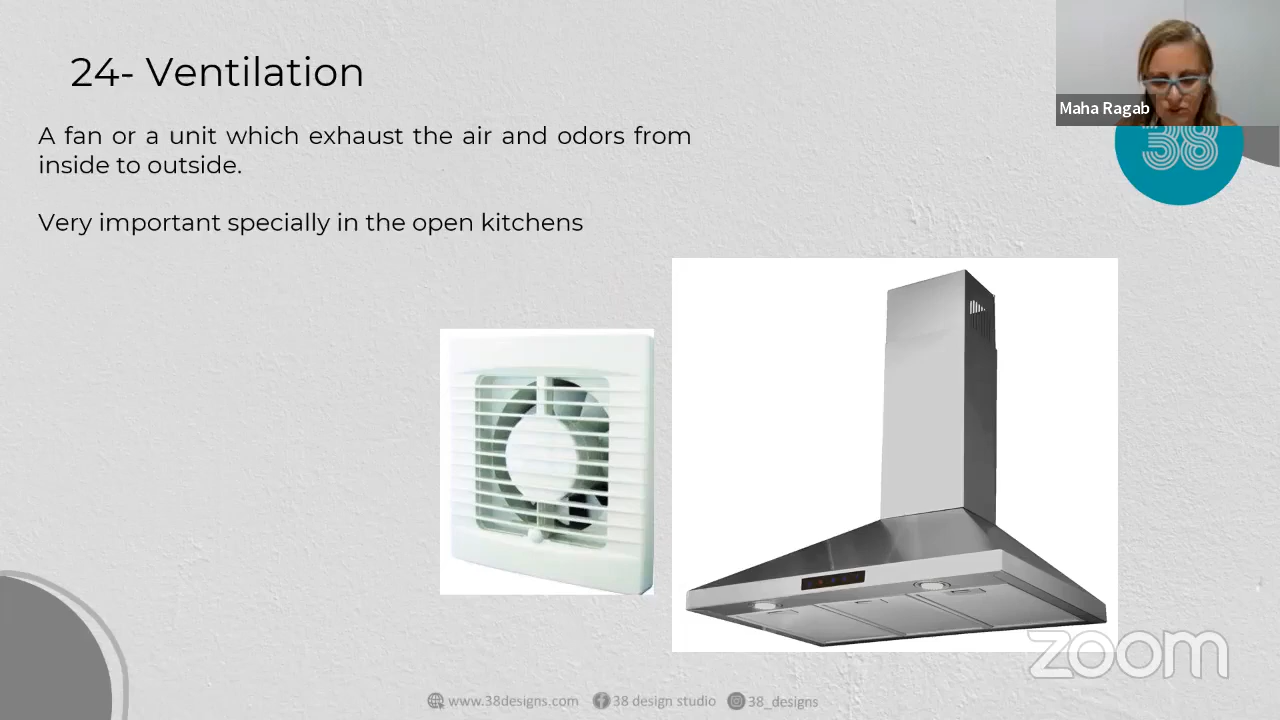 24- Ventilation
A fan or a unit which exhaust the air and odors from
inside to outside.
Very important specially in the open kitchens
Maha Ragab
38
zoom
www.38designs.com 38 design studio 38_designs